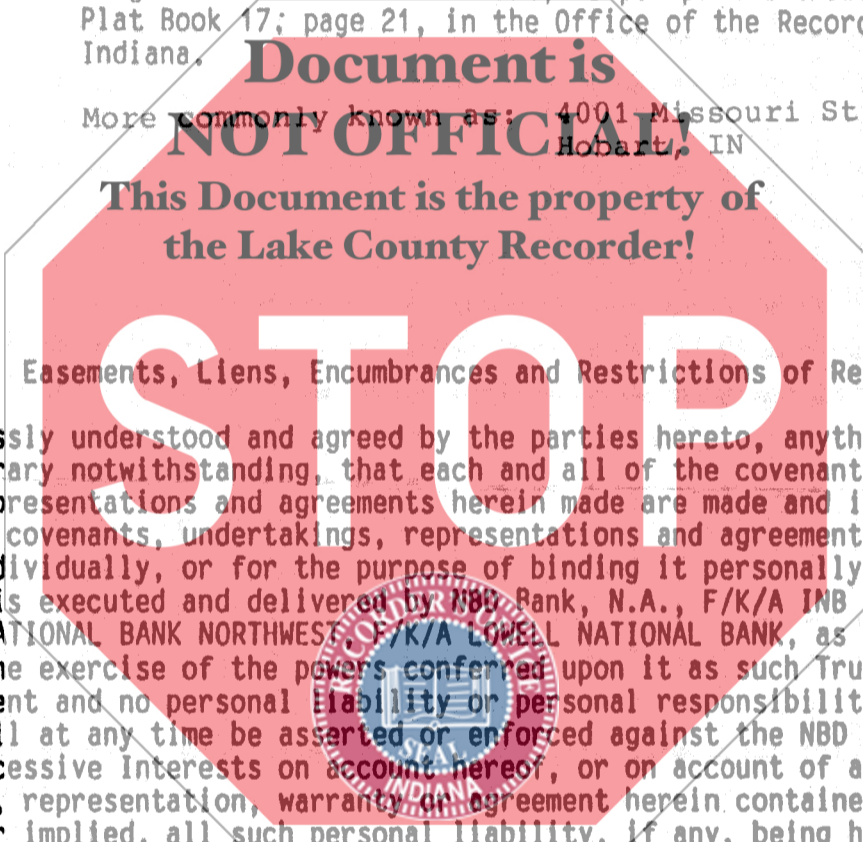 Plat Book 17; page 21, in the Office of the Record
Indiana.
Document is
More commonly known as: 4001 Missouri St
NOT OFFICIAL!
Hobart, IN
This Document is the property of
the Lake County Recorder!
STOP
Easements, Liens, Encumbrances and Restrictions of Re
ssly understood and agreed by the parties hereto, anyth
ary notwithstanding, that each and all of the covenant
presentations and agreements herein made are made and i
covenants, undertakings, representations and agreement
dividually, or for the purpose of binding it personally
s executed and delivered by NBD Bank, N.A., F/K/A INB
ATIONAL BANK NORTHWEST, F/K/A LOWELL NATIONAL BANK, as
e exercise of the powers conferred upon it as such Tru
ent and no personal liability or personal responsibilit
l at any time be asserted or enforced against the NBD
cessive Interests on account hereof, or on account of a
representation, warranty or agreement herein containe
implied, all such personal liability, if any, being h
SEAL
INDIANA